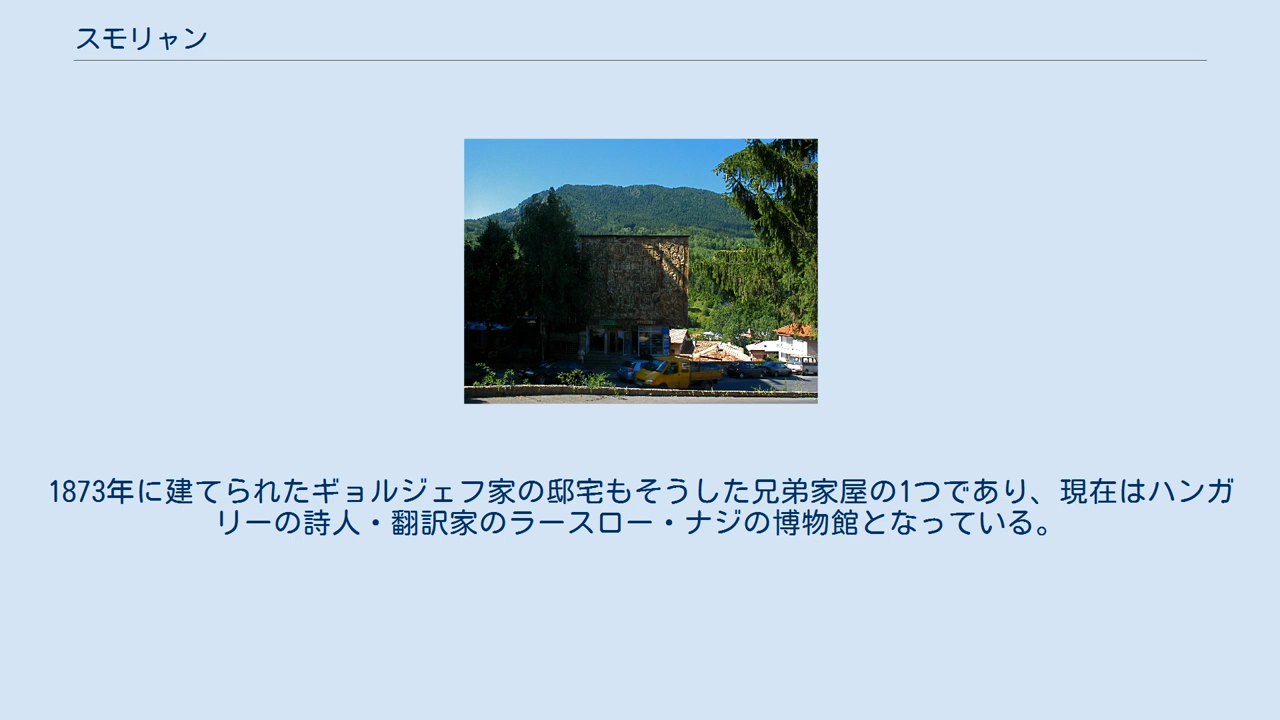 スモリャン
1873年に建てられたギョルジェフ家の邸宅もそうした兄弟家屋の1つであり、現在はハンガ
リーの詩人・翻訳家のラースロー・ナジの博物館となっている。